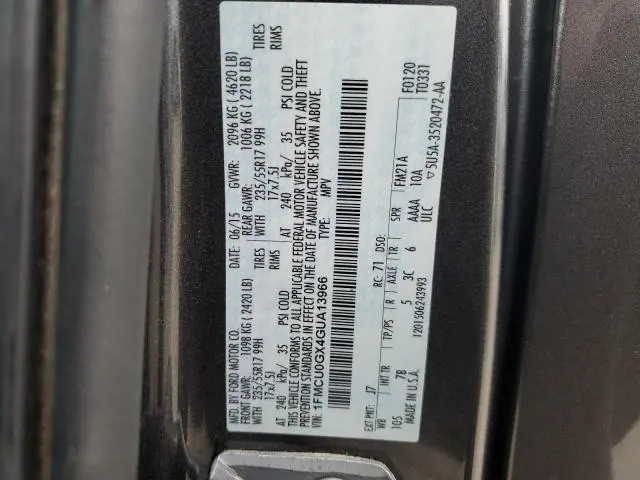 MFD. BY FORD MOTOR CO. DATE: 06/15 GVWR: 2096 KG ( 4620 LB)
FRONT GAWR: 1098 KG ( 2420 LB) REAR GAWR: 1006 KG ( 2218 LB)
WITH 235/55R17 99H TIRES WITH 235/55R17 99H TIRES
17x7.5J RIMS 17x7.5J RIMS
AT 240 kPa/ 35 PSI COLD AT 240 kPa/ 35 PSI COLD
THIS VEHICLE CONFORMS TO ALL APPLICABLE FEDERAL MOTOR VEHICLE SAFETY AND THEFT
PREVENTION STANDARDS IN EFFECT ON THE DATE OF MANUFACTURE SHOWN ABOVE.
VIN: 1FMCU0GX4GUA13966 TYPE: MPV
F0120
T0331
EXT PNT: J7 RC: 71 DSO: FM21A
WB INT TR TP/PS R AXLE TR SPR
105 7B 5 3C 6 AAAA 10A
MADE IN U.S.A. 1201506243993 ULC ▽5U5A-3520472-AA